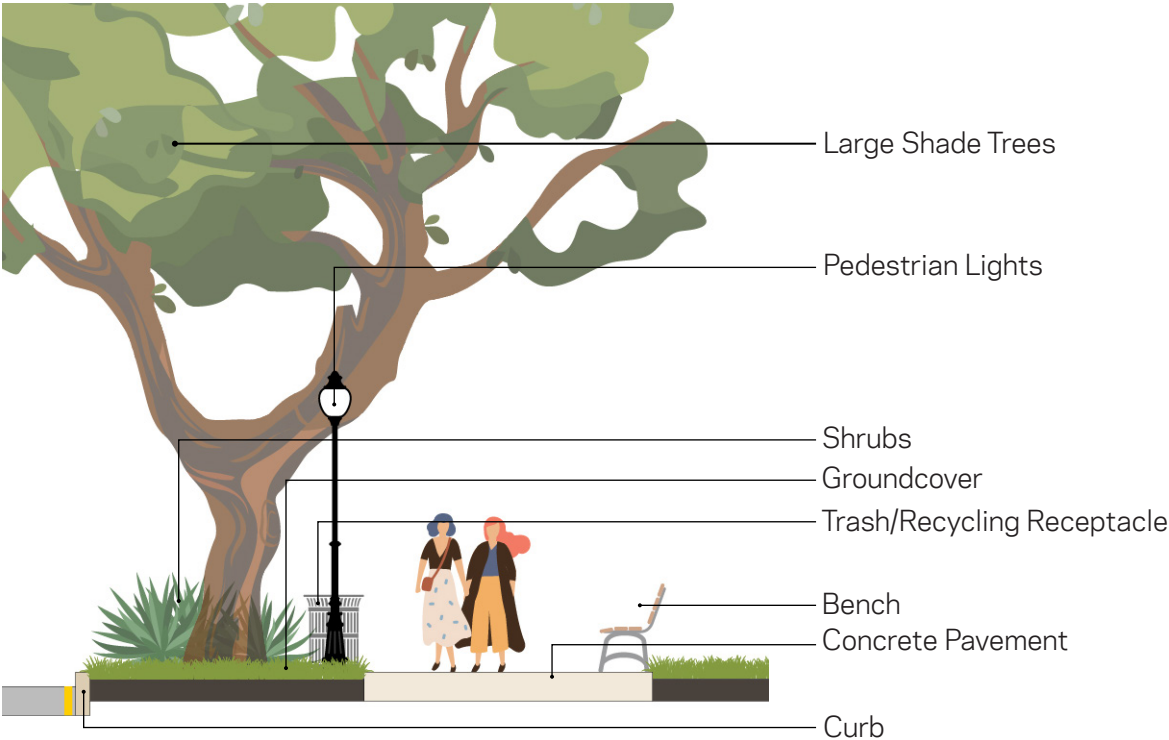 Large Shade Trees
Pedestrian Lights
Shrubs
Groundcover
Trash/Recycling Receptacle
Bench
Concrete Pavement
Curb